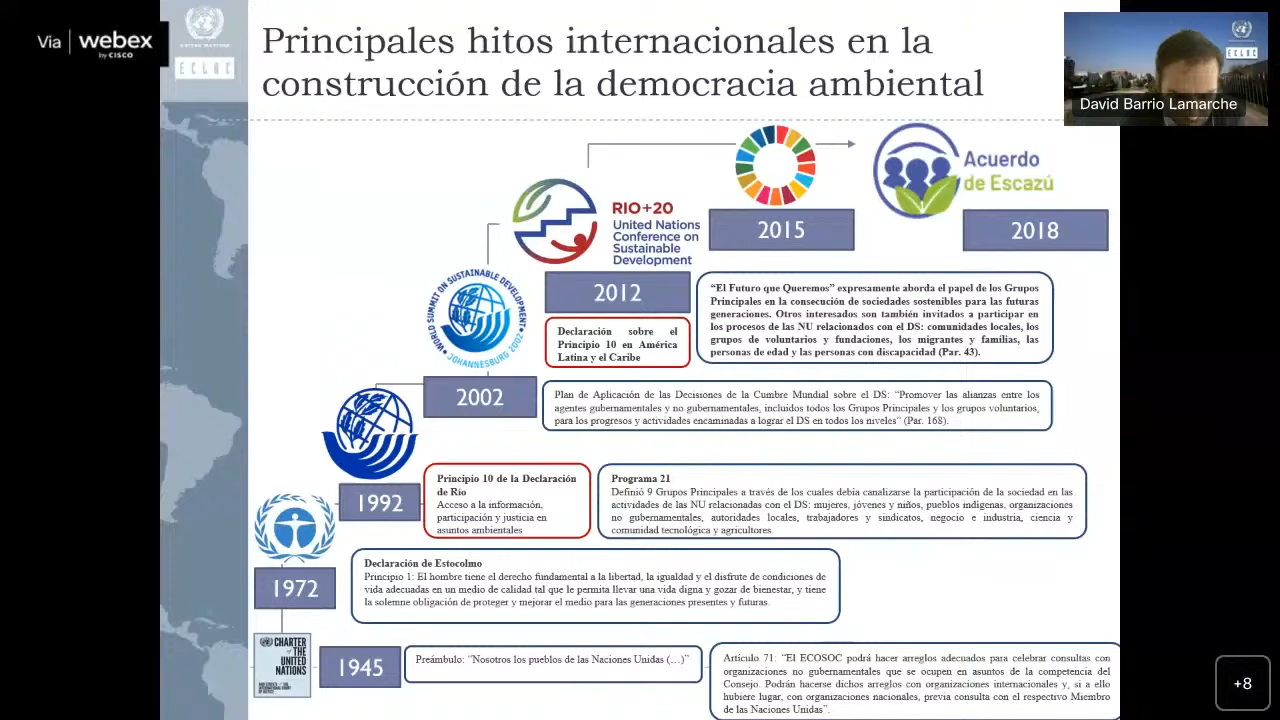 Via | webex
by CISCO
UNITED NATIONS
ECLAC
Principales hitos internacionales en la
construcción de la democracia ambiental
ECLAC
David Barrio Lamarche
Acuerdo
de Escazú
2018
2015
RIO+20
United Nations
Conference on
Sustainable
Development
2012
Declaración sobre el
Principio 10 en América
Latina y el Caribe
“El Futuro que Queremos” expresamente aborda el papel de los Grupos
Principales en la consecución de sociedades sostenibles para las futuras
generaciones. Otros interesados son también invitados a participar en
los procesos de las NU relacionados con el DS: comunidades locales, los
grupos de voluntarios y fundaciones, los migrantes y familias, las
personas de edad y las personas con discapacidad (Par. 43).
WORLD SUMMIT ON SUSTAINABLE DEVELOPMENT
JOHANNESBURG 2002
2002
Plan de Aplicación de las Decisiones de la Cumbre Mundial sobre el DS: “Promover las alianzas entre los
agentes gubernamentales y no gubernamentales, incluidos todos los Grupos Principales y los grupos voluntarios,
para los progresos y actividades encaminadas a lograr el DS en todos los niveles” (Par. 168).
1992
Principio 10 de la Declaración
de Río
Acceso a la información,
participación y justicia en
asuntos ambientales
Programa 21
Definió 9 Grupos Principales a través de los cuales debía canalizarse la participación de la sociedad en las
actividades de las NU relacionadas con el DS: mujeres, jóvenes y niños, pueblos indígenas, organizaciones
no gubernamentales, autoridades locales, trabajadores y sindicatos, negocio e industria, ciencia y
comunidad tecnológica y agricultores.
1972
Declaración de Estocolmo
Principio 1: El hombre tiene el derecho fundamental a la libertad, la igualdad y el disfrute de condiciones de
vida adecuadas en un medio de calidad tal que le permita llevar una vida digna y gozar de bienestar, y tiene
la solemne obligación de proteger y mejorar el medio para las generaciones presentes y futuras.
CHARTER
OF THE
UNITED
NATIONS
1945
Preámbulo: “Nosotros los pueblos de las Naciones Unidas (…)”
Artículo 71: “El ECOSOC podrá hacer arreglos adecuados para celebrar consultas con
organizaciones no gubernamentales que se ocupen en asuntos de la competencia del
Consejo. Podrán hacerse dichos arreglos con organizaciones internacionales y, si a ello
hubiere lugar, con organizaciones nacionales, previa consulta con el respectivo Miembro
de las Naciones Unidas”.
+8